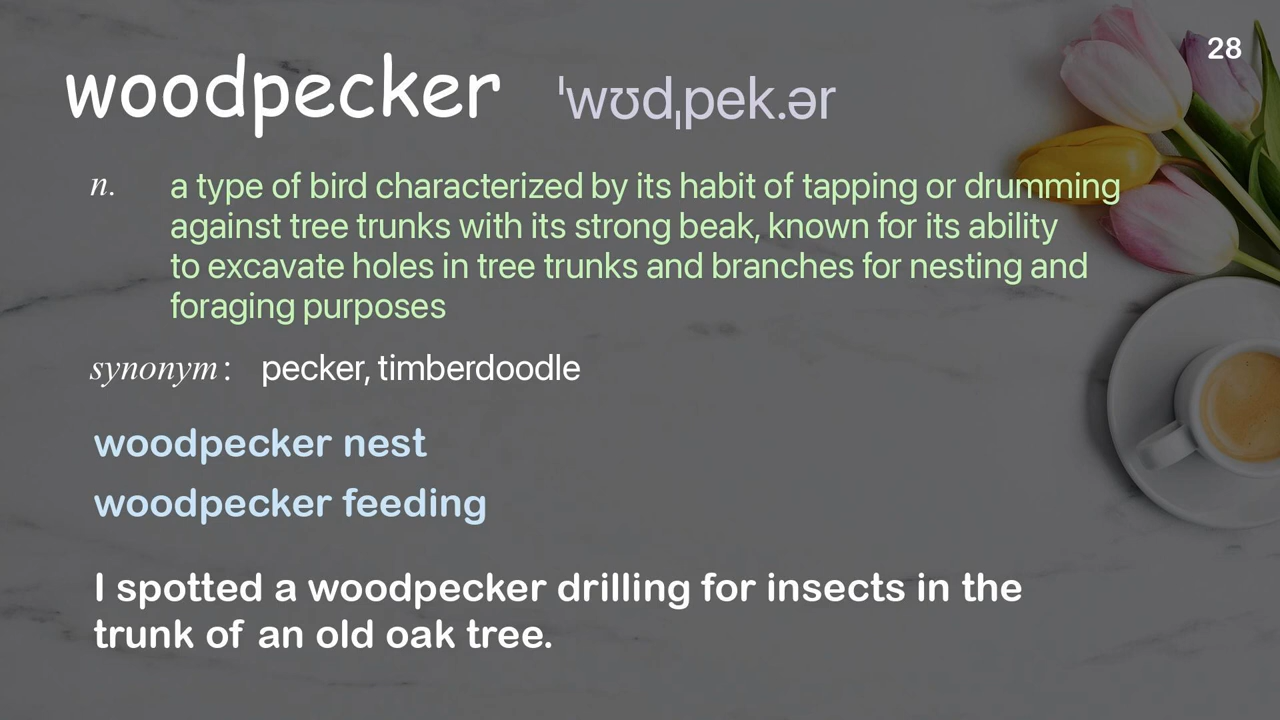 28
woodpecker ˈwʊdˌpek.ər
n. a type of bird characterized by its habit of tapping or drumming
against tree trunks with its strong beak, known for its ability
to excavate holes in tree trunks and branches for nesting and
foraging purposes
synonym: pecker, timberdoodle
woodpecker nest
woodpecker feeding
I spotted a woodpecker drilling for insects in the
trunk of an old oak tree.